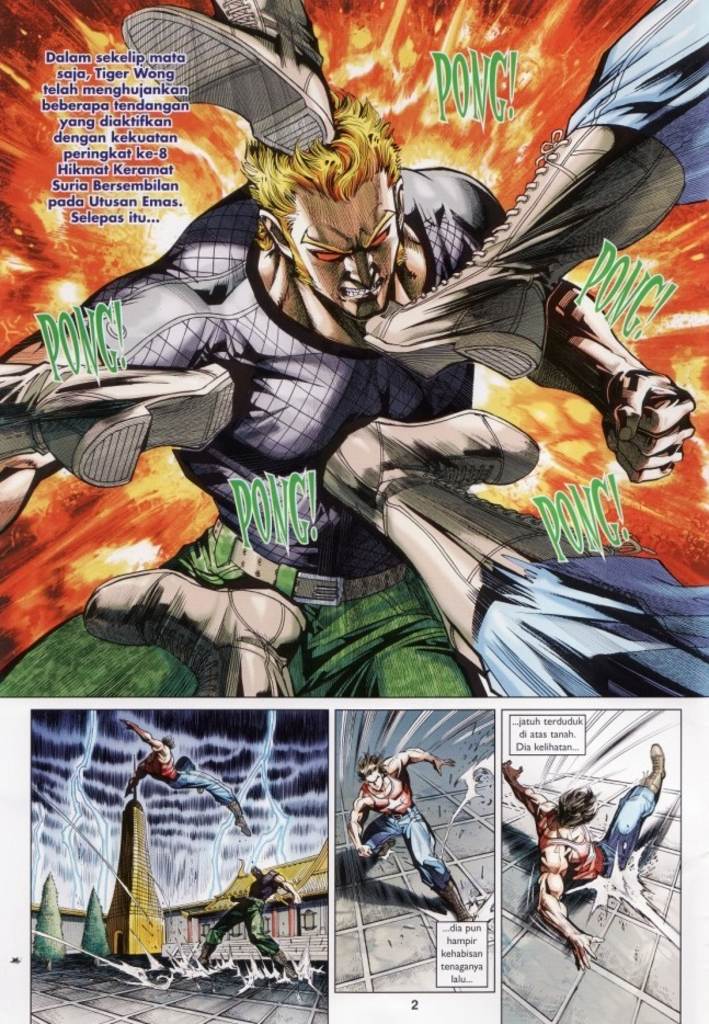 Dalam sekelip mata
saja, Tiger Wong
telah menghujankan
beberapa tendangan
yang diaktifkan
dengan kekuatan
peringkat ke-8
Hikmat Keramat
Suria Bersembilan
pada Utusan Emas.
Selepas itu...
PONG!
PONG!
PONG!
PONG!
PONG!
...dia
hampir
kehabisan
tenaganya
lalu...
...jatuh terduduk
di atas tanah.
Dia kelihatan...
2